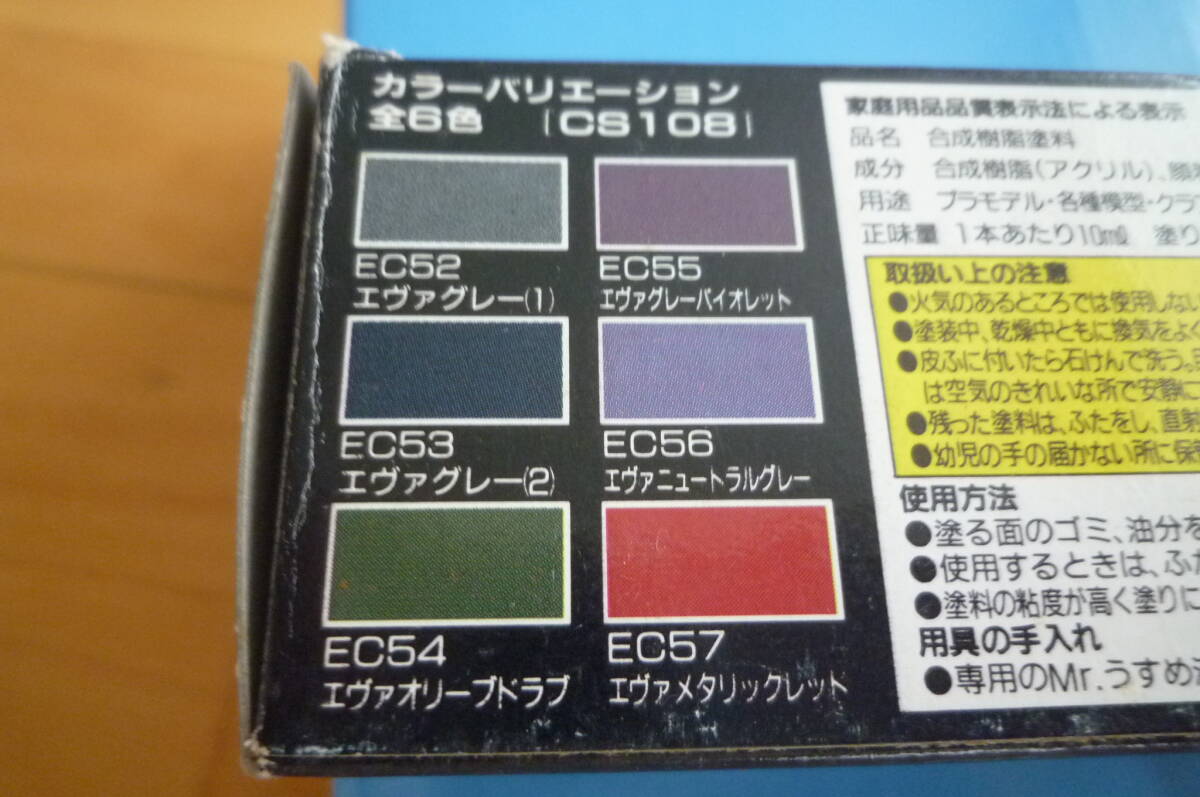 カラーバリエーション
全6色 [CS108]
EC52
エヴァグレー(1)
EC55
エヴァグレーバイオレット
EC53
エヴァグレー(2)
EC56
エヴァニュートラルグレー
EC54
エヴァオリーブドラブ
EC57
エヴァメタリックレット
家庭用品品質表示法による表示
品名 合成樹脂塗料
成分 合成樹脂(アクリル)、顔料
用途 プラモデル・各種模型・クラ
正味量 1本あたり10mℓ 塗り
取扱い上の注意
●火気のあるところでは使用しない
●塗装中、乾燥中ともに換気をよく
●皮ふに付いたら石けんで洗う。
は空気のきれいな所で安静に
●残った塗料は、ふたをし、直射
●幼児の手の届かない所に保管
使用方法
●塗る面のゴミ、油分を
●使用するときは、ふた
●塗料の粘度が高く塗りに
用具の手入れ
●専用のMr.うすめ液